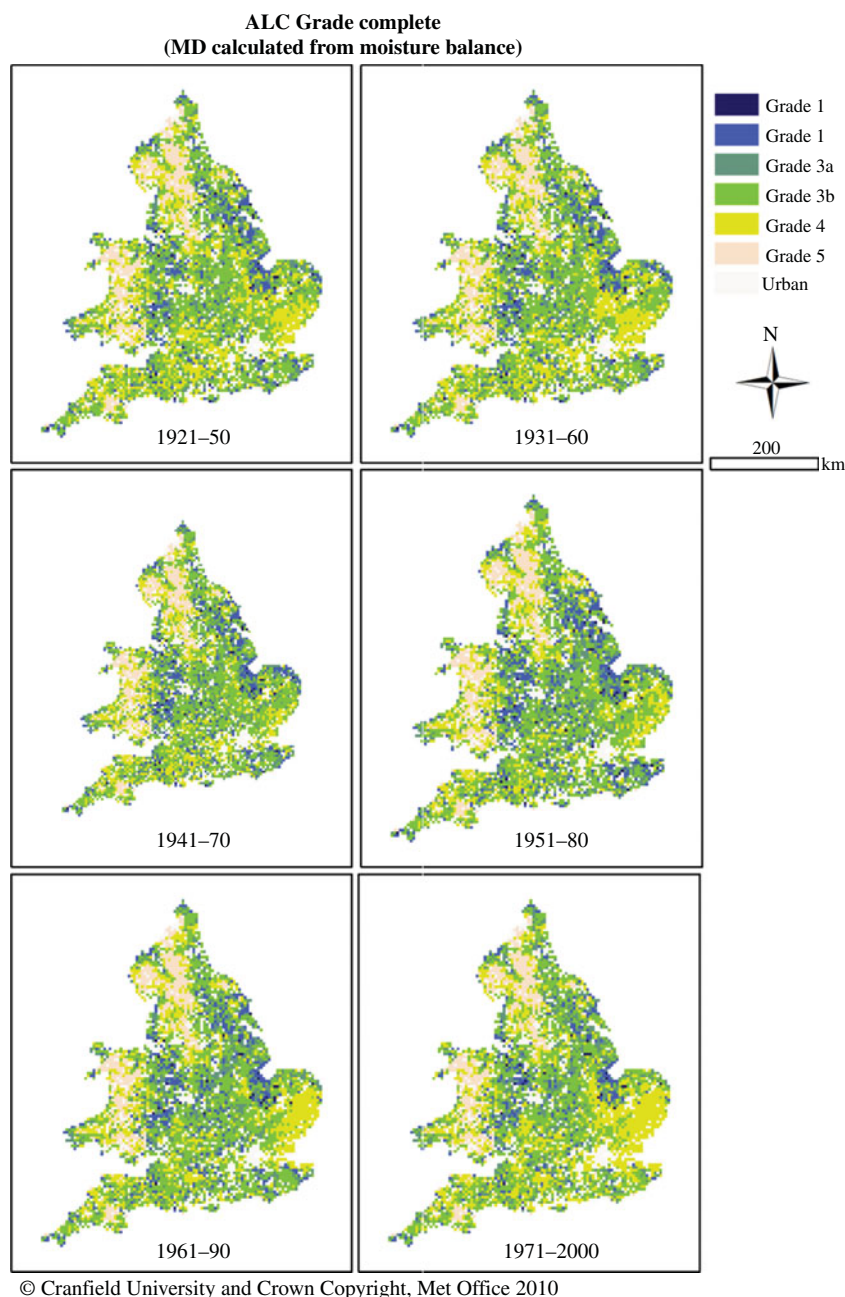 ALC Grade complete
(MD calculated from moisture balance)
Grade 1
Grade 1
Grade 3a
Grade 3b
Grade 4
Grade 5
Urban
N
200
km
1921–50
1931–60
1941–70
1951–80
1961–90
1971–2000
© Cranfield University and Crown Copyright, Met Office 2010